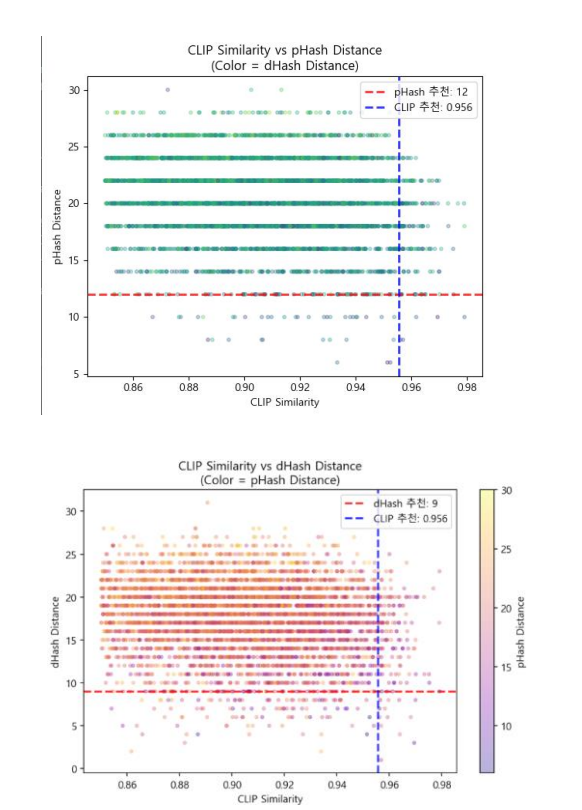 CLIP Similarity vs pHash Distance
(Color = dHash Distance)
pHash 추천: 12
CLIP 추천: 0.956
30
25
20
15
10
5
pHash Distance
0.86 0.88 0.90 0.92 0.94 0.96 0.98
CLIP Similarity
CLIP Similarity vs dHash Distance
(Color = pHash Distance)
dHash 추천: 9
CLIP 추천: 0.956
30
25
20
15
10
5
0
dHash Distance
0.86 0.88 0.90 0.92 0.94 0.96 0.98
CLIP Similarity
30
25
20
15
10
pHash Distance